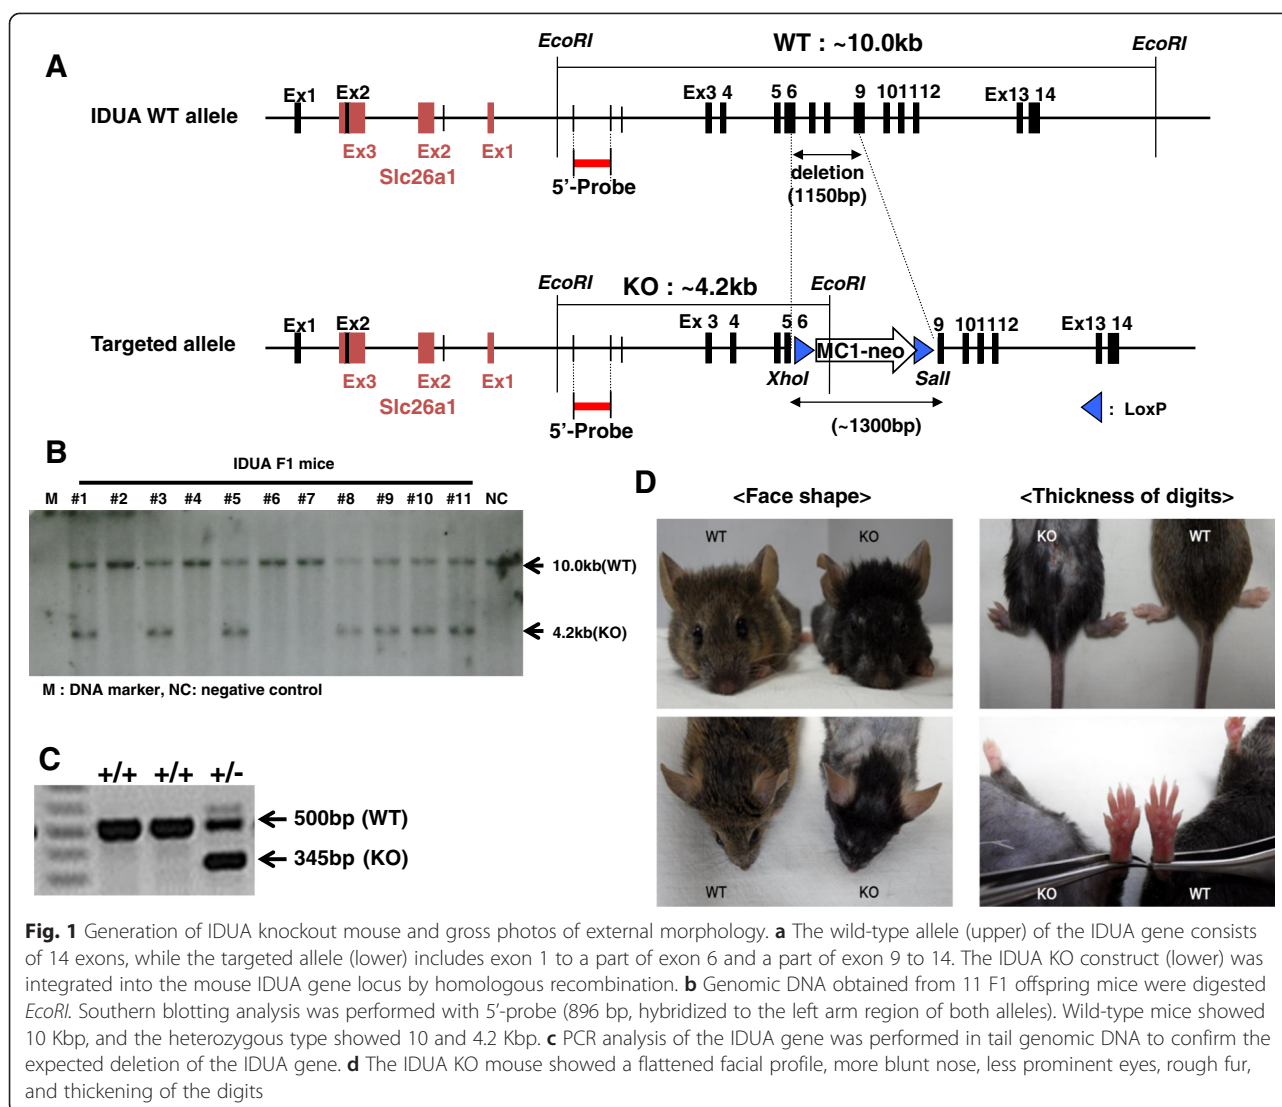 A
EcoRI
WT : ~10.0kb
EcoRI
Ex1
Ex2
Ex3 4
5 6
9
10 11 12
Ex13 14
IDUA WT allele
Ex3
Ex2
Ex1
Slc26a1
5'-Probe
deletion
(1150bp)
EcoRI
KO : ~4.2kb
EcoRI
Ex1
Ex2
Ex 3 4
5 6
9
10 11 12
Ex13 14
Targeted allele
MC1-neo
Ex3
Ex2
Ex1
XhoI
SalI
Slc26a1
5'-Probe
(~1300bp)
: LoxP
B
IDUA F1 mice
M #1 #2 #3 #4 #5 #6 #7 #8 #9 #10 #11 NC
10.0kb(WT)
4.2kb(KO)
M : DNA marker, NC: negative control
C
+/+ +/+ +/-
500bp (WT)
345bp (KO)
D
<Face shape>
<Thickness of digits>
WT
KO
KO
WT
WT
KO
KO
WT
Fig. 1 Generation of IDUA knockout mouse and gross photos of external morphology. a The wild-type allele (upper) of the IDUA gene consists
of 14 exons, while the targeted allele (lower) includes exon 1 to a part of exon 6 and a part of exon 9 to 14. The IDUA KO construct (lower) was
integrated into the mouse IDUA gene locus by homologous recombination. b Genomic DNA obtained from 11 F1 offspring mice were digested
EcoRI. Southern blotting analysis was performed with 5'-probe (896 bp, hybridized to the left arm region of both alleles). Wild-type mice showed
10 Kbp, and the heterozygous type showed 10 and 4.2 Kbp. c PCR analysis of the IDUA gene was performed in tail genomic DNA to confirm the
expected deletion of the IDUA gene. d The IDUA KO mouse showed a flattened facial profile, more blunt nose, less prominent eyes, rough fur,
and thickening of the digits